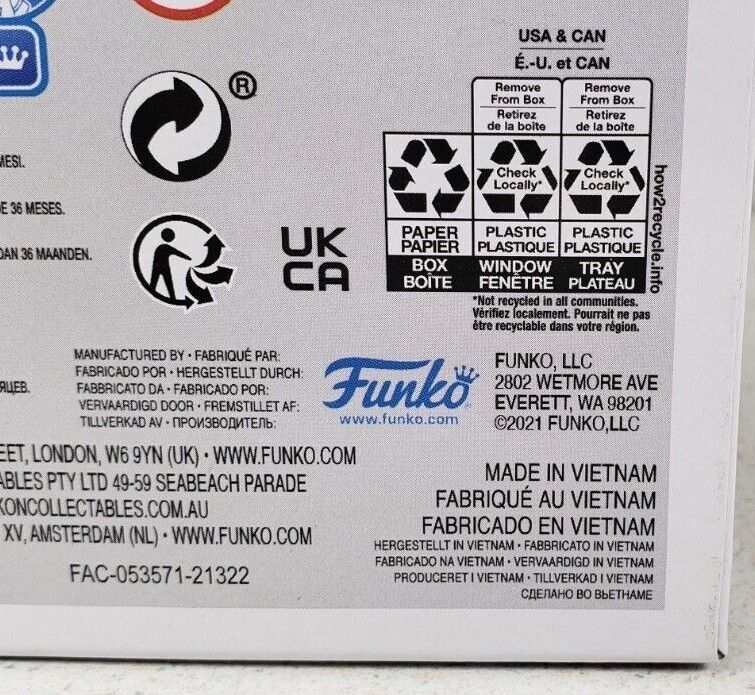 USA & CAN
É.-U. et CAN
Remove
From Box
Retirez
de la boîte
Remove
From Box
Retirez
de la boîte
®
Check
Locally*
Check
Locally*
PAPER
PAPIER
PLASTIC
PLASTIQUE
PLASTIC
PLASTIQUE
BOX
BOÎTE
WINDOW
FENÊTRE
TRAY
PLATEAU
how2recycle.info
*Not recycled in all communities.
Vérifiez localement. Pourrait ne pas
être recyclable dans votre région.
MESI.
E 36 MESES.
DAN 36 MAANDEN.
UK
CA
MANUFACTURED BY • FABRIQUÉ PAR:
FABRICADO POR • HERGESTELLT DURCH:
FABBRICATO DA • FABRICADO POR:
VERVAARDIGD DOOR • FREMSTILLET AF:
TILLVERKAD AV • ПРОИЗВОДИТЕЛЬ:
ЯЦЕВ.
Funko
www.funko.com
FUNKO, LLC
2802 WETMORE AVE
EVERETT, WA 98201
©2021 FUNKO,LLC
EET, LONDON, W6 9YN (UK) • WWW.FUNKO.COM
ABLES PTY LTD 49-59 SEABEACH PARADE
KONCOLLECTABLES.COM.AU
XV, AMSTERDAM (NL) • WWW.FUNKO.COM
FAC-053571-21322
MADE IN VIETNAM
FABRIQUÉ AU VIETNAM
FABRICADO EN VIETNAM
HERGESTELLT IN VIETNAM • FABBRICATO IN VIETNAM
FABRICADO NA VIETNAM • VERVAARDIGD IN VIETNAM
PRODUCERET I VIETNAM • TILLVERKAD I VIETNAM
СДЕЛАНО ВО ВЬЕТНАМЕ